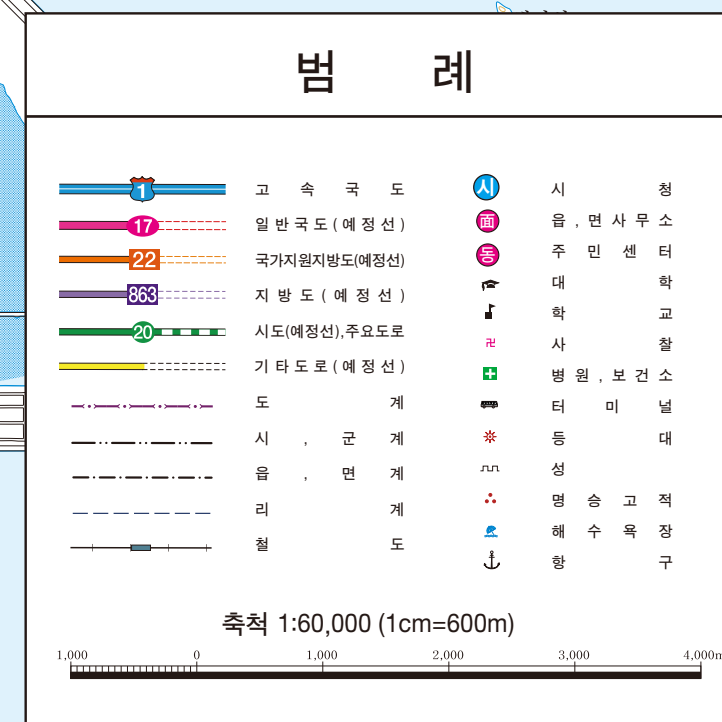 범 례
1 고속국도
17 일반국도(예정선)
22 국가지원지방도(예정선)
863 지방도(예정선)
20 시도(예정선),주요도로
기타도로(예정선)
도계
시,군계
읍,면계
리계
철도
시 시청
面 읍,면사무소
동 주민센터
대학
학교
사찰
병원,보건소
터미널
등대
성
명승고적
해수욕장
항구
축척 1:60,000 (1cm=600m)
1,000 0 1,000 2,000 3,000 4,000m